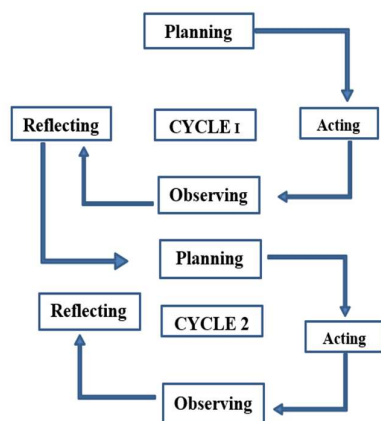 Planning
Reflecting
CYCLE I
Acting
Observing
Planning
Reflecting
CYCLE 2
Acting
Observing